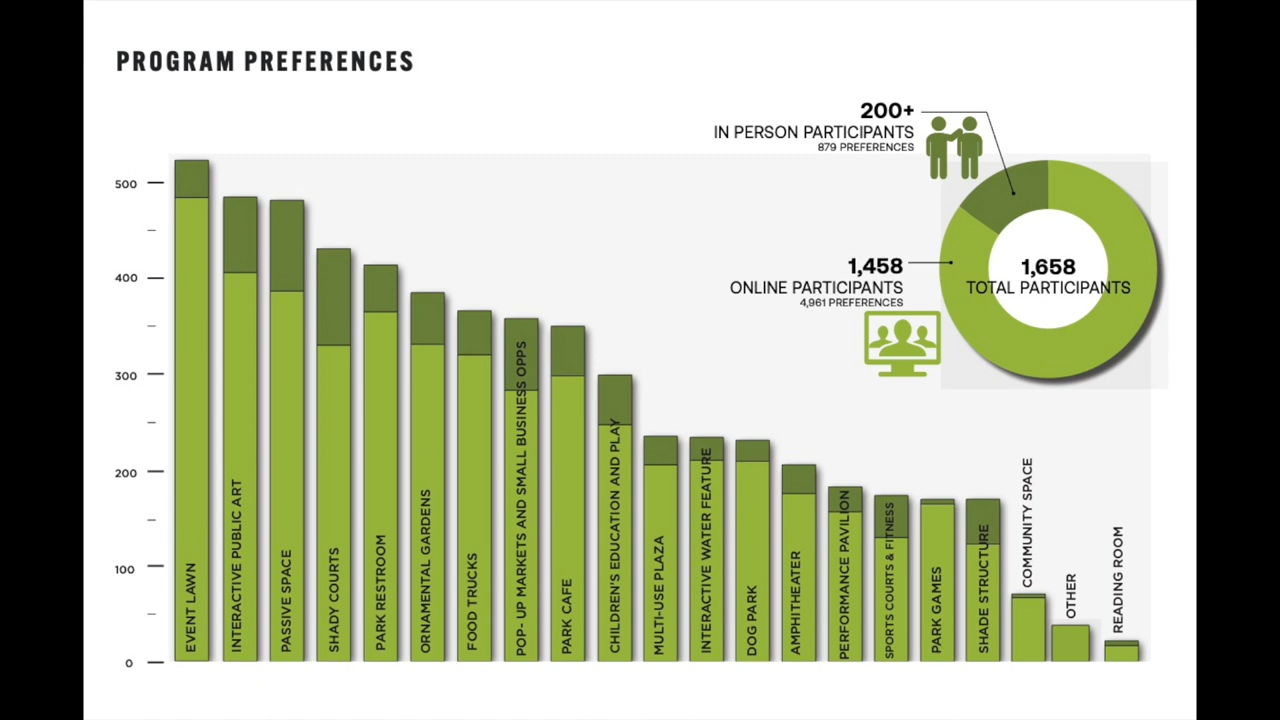 PROGRAM PREFERENCES
200+
IN PERSON PARTICIPANTS
879 PREFERENCES
1,458
ONLINE PARTICIPANTS
4,961 PREFERENCES
1,658
TOTAL PARTICIPANTS
500
400
300
200
100
0
EVENT LAWN
INTERACTIVE PUBLIC ART
PASSIVE SPACE
SHADY COURTS
PARK RESTROOM
ORNAMENTAL GARDENS
FOOD TRUCKS
POP- UP MARKETS AND SMALL BUSINESS OPPS
PARK CAFE
CHILDREN'S EDUCATION AND PLAY
MULTI-USE PLAZA
INTERACTIVE WATER FEATURE
DOG PARK
AMPHITHEATER
PERFORMANCE PAVILION
SPORTS COURTS & FITNESS
PARK GAMES
SHADE STRUCTURE
COMMUNITY SPACE
OTHER
READING ROOM